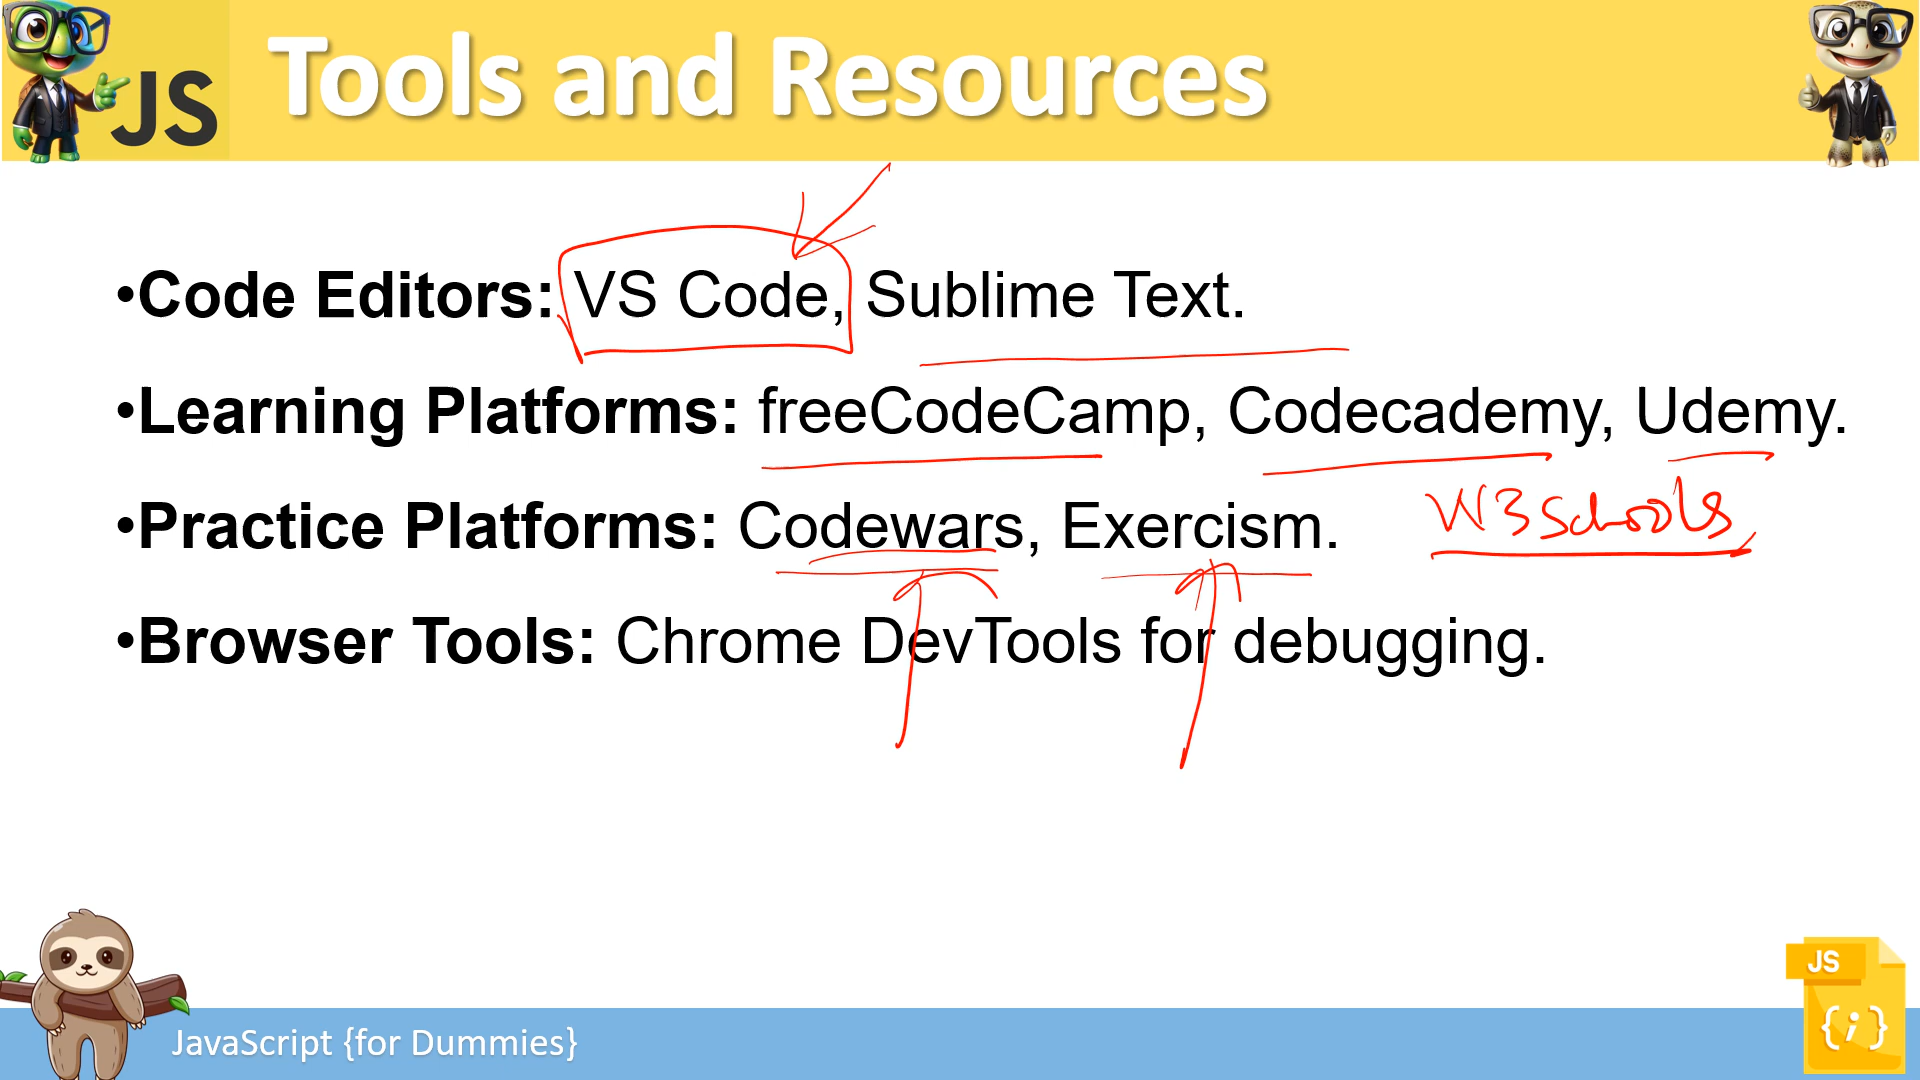 JS
Tools and Resources
•Code Editors: VS Code, Sublime Text.
•Learning Platforms: freeCodeCamp, Codecademy, Udemy.
•Practice Platforms: Codewars, Exercism.
W3Schools
•Browser Tools: Chrome DevTools for debugging.
JavaScript {for Dummies}
JS
{;}